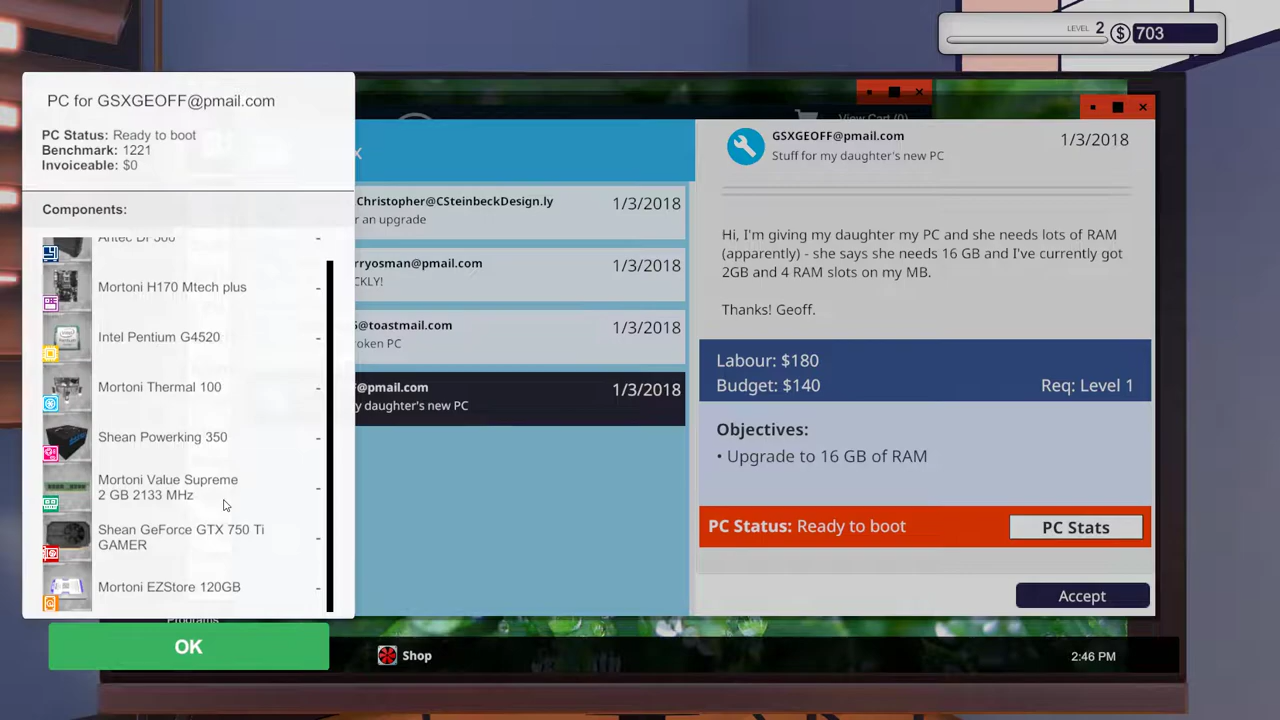 LEVEL 2 $ 703
PC for GSXGEOFF@pmail.com
PC Status: Ready to boot
Benchmark: 1221
Invoiceable: $0
Components:
Mortoni H170 Mtech plus -
Intel Pentium G4520 -
Mortoni Thermal 100 -
Shean Powerking 350 -
Mortoni Value Supreme
2 GB 2133 MHz -
Shean GeForce GTX 750 Ti
GAMER -
Mortoni EZStore 120GB -
OK
View Cart (0)
Christopher@CSteinbeckDesign.ly 1/3/2018
r an upgrade
rryosman@pmail.com 1/3/2018
CKLY!
@toastmail.com 1/3/2018
oken PC
@pmail.com 1/3/2018
y daughter's new PC
GSXGEOFF@pmail.com 1/3/2018
Stuff for my daughter's new PC
Hi, I'm giving my daughter my PC and she needs lots of RAM
(apparently) - she says she needs 16 GB and I've currently got
2GB and 4 RAM slots on my MB.
Thanks! Geoff.
Labour: $180
Budget: $140 Req: Level 1
Objectives:
• Upgrade to 16 GB of RAM
PC Status: Ready to boot PC Stats
Accept
Programs
Shop 2:46 PM